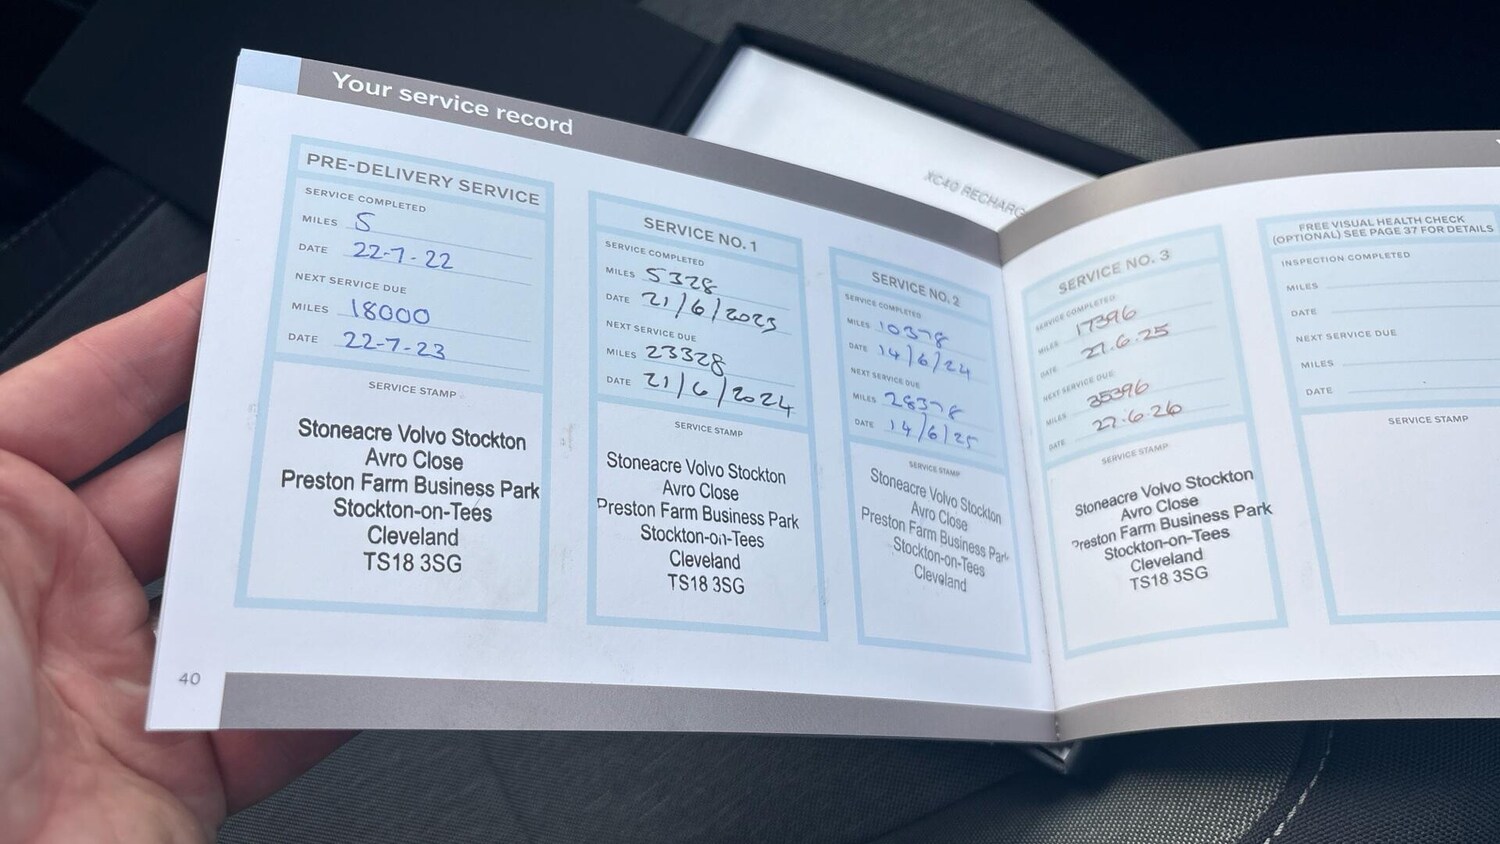 Your service record
XC40 RECHARG
PRE-DELIVERY SERVICE
SERVICE COMPLETED
MILES 5
DATE 22-7-22
NEXT SERVICE DUE
MILES 18000
DATE 22-7-23
SERVICE STAMP
Stoneacre Volvo Stockton
Avro Close
Preston Farm Business Park
Stockton-on-Tees
Cleveland
TS18 3SG
SERVICE NO. 1
SERVICE COMPLETED
MILES 5328
DATE 21/6/2023
NEXT SERVICE DUE
MILES 23328
DATE 21/6/2024
SERVICE STAMP
Stoneacre Volvo Stockton
Avro Close
Preston Farm Business Park
Stockton-on-Tees
Cleveland
TS18 3SG
SERVICE NO. 2
SERVICE COMPLETED
MILES 10378
DATE 14/6/24
NEXT SERVICE DUE
MILES 28378
DATE 14/6/25
SERVICE STAMP
Stoneacre Volvo Stockton
Avro Close
Preston Farm Business Park
Stockton-on-Tees
Cleveland
SERVICE NO. 3
SERVICE COMPLETED
MILES 17396
DATE 27.6.25
NEXT SERVICE DUE
MILES 35396
DATE 27.6.26
SERVICE STAMP
Stoneacre Volvo Stockton
Avro Close
Preston Farm Business Park
Stockton-on-Tees
Cleveland
TS18 3SG
FREE VISUAL HEALTH CHECK
(OPTIONAL) SEE PAGE 37 FOR DETAILS
INSPECTION COMPLETED
MILES
DATE
NEXT SERVICE DUE
MILES
DATE
SERVICE STAMP
40